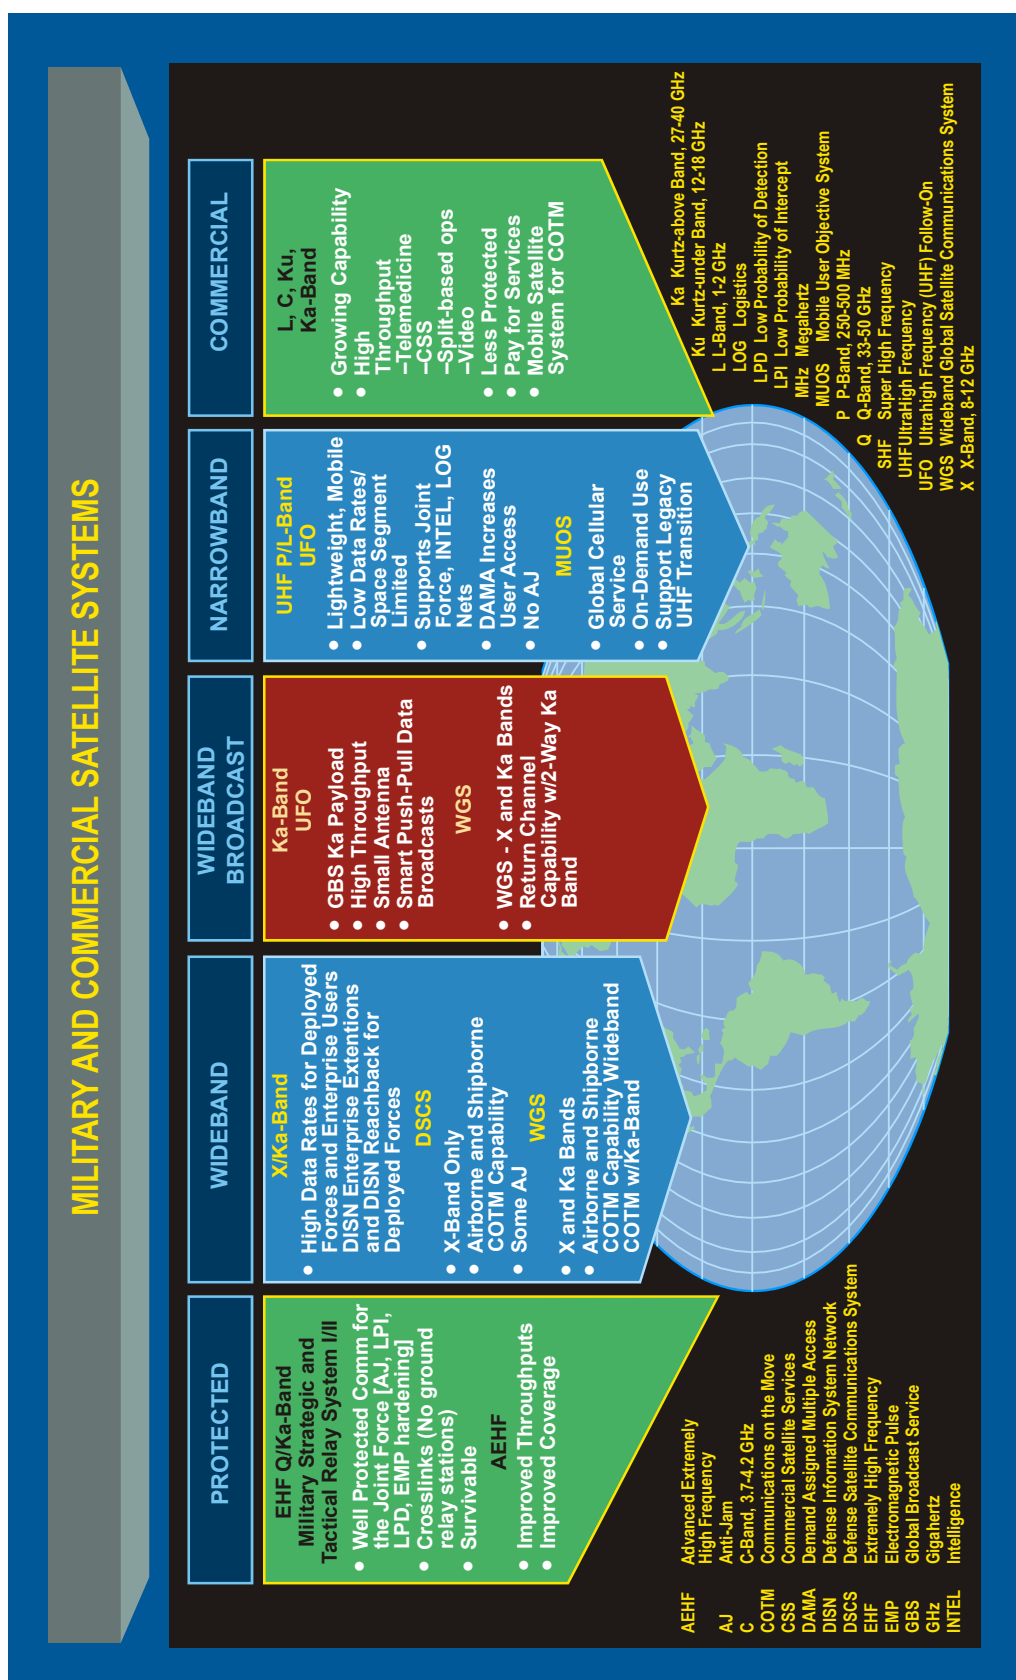 MILITARY AND COMMERCIAL SATELLITE SYSTEMS
PROTECTED
EHF Q/Ka-Band
Military Strategic and
Tactical Relay System I/II
• Well Protected Comm for
the Joint Force [AJ, LPI,
LPD, EMP hardening]
• Crosslinks (No ground
relay stations)
• Survivable
AEHF
• Improved Throughputs
• Improved Coverage
WIDEBAND
X/Ka-Band
• High Data Rates for Deployed
Forces and Enterprise Users
DISN Enterprise Extentions
and DISN Reachback for
Deployed Forces
DSCS
• X-Band Only
• Airborne and Shipborne
COTM Capability
• Some AJ
WGS
• X and Ka Bands
• Airborne and Shipborne
COTM Capability Wideband
COTM w/Ka-Band
WIDEBAND
BROADCAST
Ka-Band
UFO
• GBS Ka Payload
• High Throughput
• Small Antenna
• Smart Push-Pull Data
Broadcasts
WGS
• WGS - X and Ka Bands
• Return Channel
Capability w/2-Way Ka
Band
NARROWBAND
UHF P/L-Band
UFO
• Lightweight, Mobile
• Low Data Rates/
Space Segment
Limited
• Supports Joint
Force, INTEL, LOG
Nets
• DAMA Increases
User Access
• No AJ
MUOS
• Global Cellular
Service
• On-Demand Use
• Support Legacy
UHF Transition
COMMERCIAL
L, C, Ku,
Ka-Band
• Growing Capability
• High
Throughput
–Telemedicine
–CSS
–Split-based ops
–Video
• Less Protected
• Pay for Services
• Mobile Satellite
System for COTM
AEHF Advanced Extremely
High Frequency
AJ Anti-Jam
C C-Band, 3.7-4.2 GHz
COTM Communications on the Move
CSS Commercial Satellite Services
DAMA Demand Assigned Multiple Access
DISN Defense Information System Network
DSCS Defense Satellite Communications System
EHF Extremely High Frequency
EMP Electromagnetic Pulse
GBS Global Broadcast Service
GHz Gigahertz
INTEL Intelligence
Ka Kurtz-above Band, 27-40 GHz
Ku Kurtz-under Band, 12-18 GHz
L L-Band, 1-2 GHz
LOG Logistics
LPD Low Probability of Detection
LPI Low Probability of Intercept
MHz Megahertz
MUOS Mobile User Objective System
P P-Band, 250-500 MHz
Q Q-Band, 33-50 GHz
SHF Super High Frequency
UHF UltraHigh Frequency
UFO Ultrahigh Frequency (UHF) Follow-On
WGS Wideband Global Satellite Communications System
X X-Band, 8-12 GHz